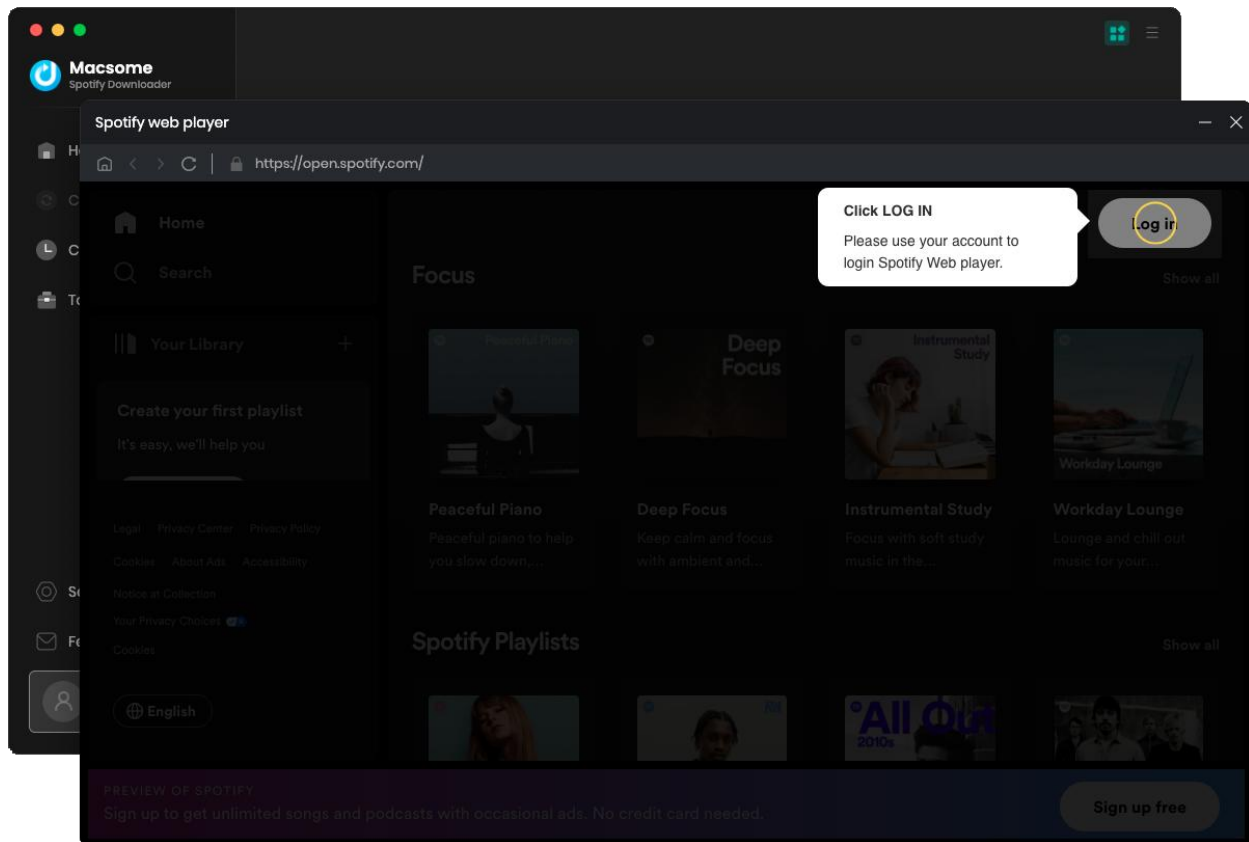 Macsome
Spotify Downloader
Spotify web player
https://open.spotify.com/
H
C
C
To
Se
Fe
Home
Search
Your Library
Create your first playlist
It's easy, we'll help you
Legal Privacy Center Privacy Policy
Cookies About Ads Accessibility
Notice at Collection
Your Privacy Choices
Cookies
English
Click LOG IN
Please use your account to
login Spotify Web player.
Log in
Focus
Show all
Peaceful Piano
Deep
Focus
Instrumental
Study
Workday Lounge
Peaceful Piano
Peaceful piano to help
you slow down,...
Deep Focus
Keep calm and focus
with ambient and...
Instrumental Study
Focus with soft study
music in the...
Workday Lounge
Lounge and chill out
music for your...
Spotify Playlists
Show all
All Out
2010s
PREVIEW OF SPOTIFY
Sign up to get unlimited songs and podcasts with occasional ads. No credit card needed.
Sign up free